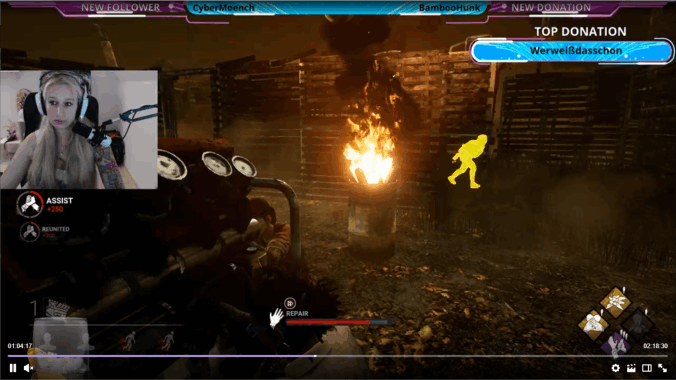 NEW FOLLOWER
CyberMoench
BambooHunk
NEW DONATION
TOP DONATION
Werweißdasschon
ASSIST
+250
REUNITED
1
REPAIR
01:04:17
02:18:30